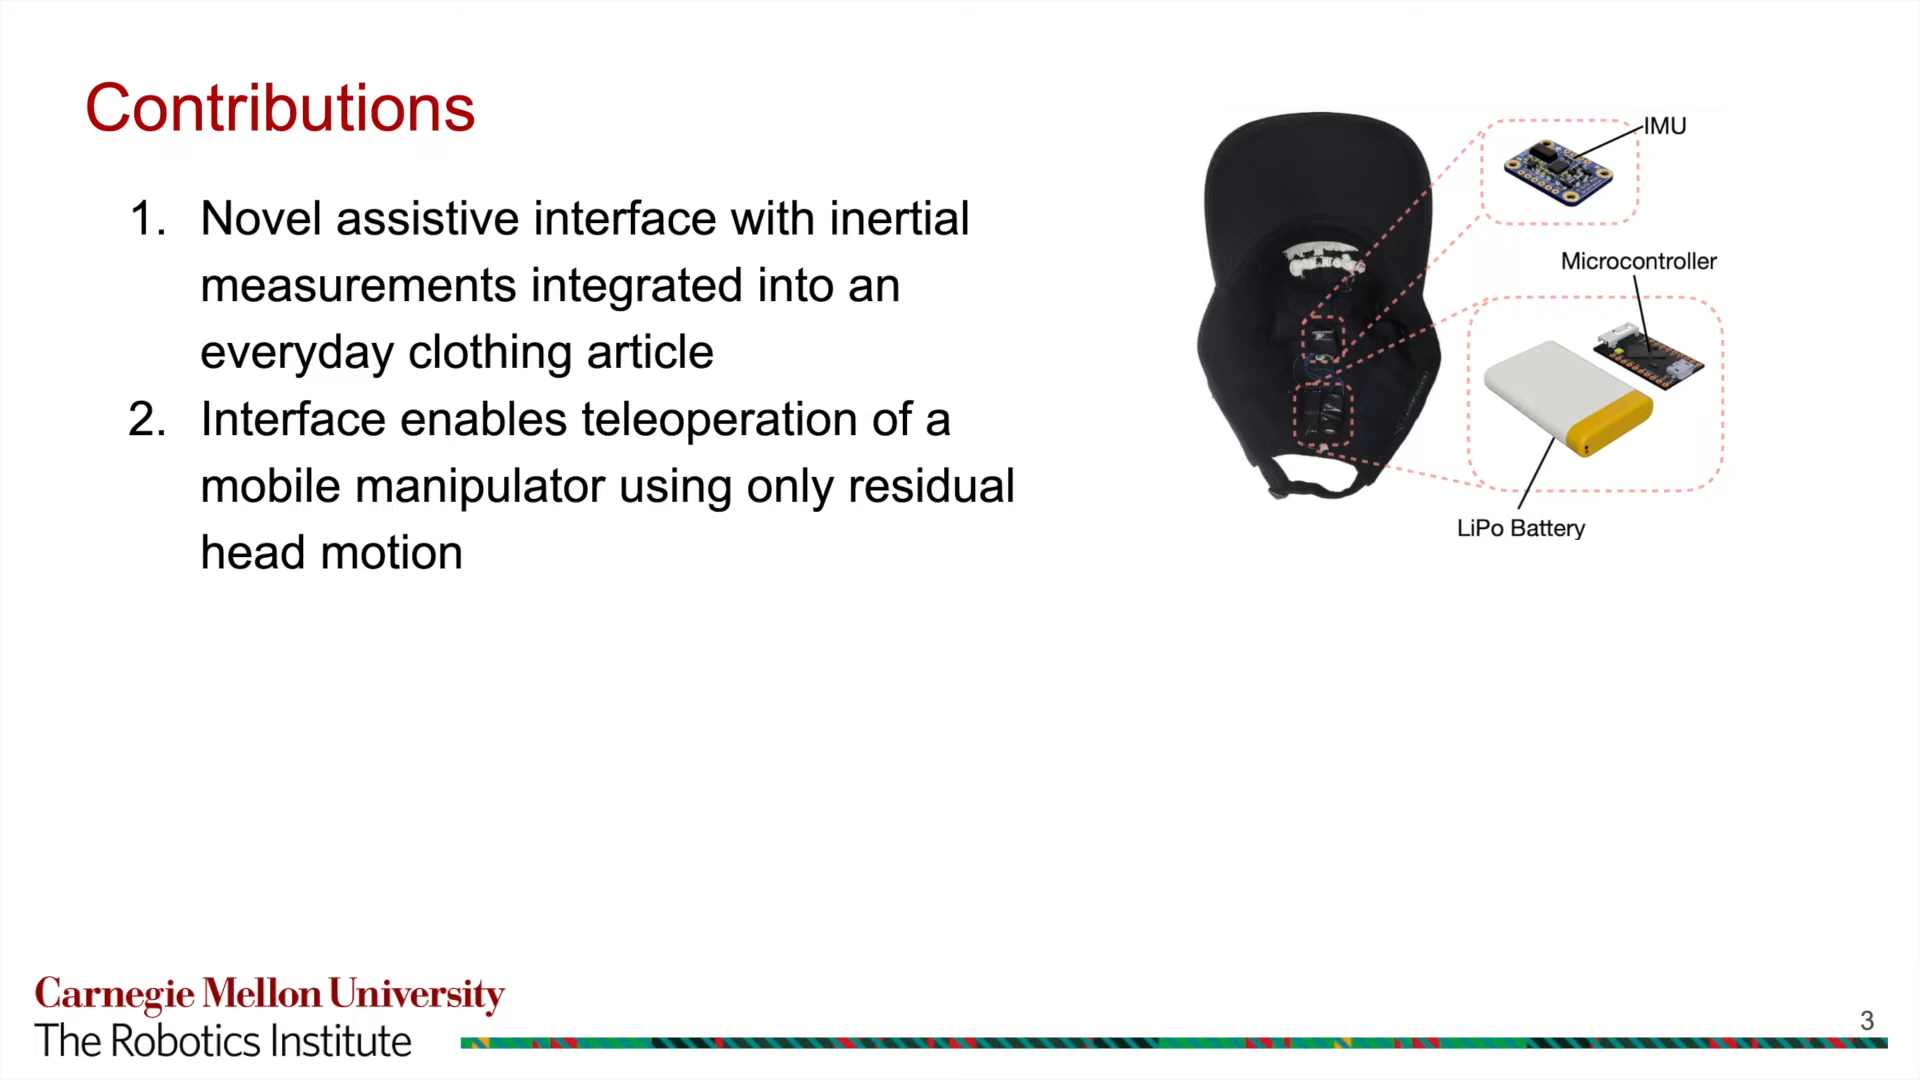 Contributions
1. Novel assistive interface with inertial
measurements integrated into an
everyday clothing article
2. Interface enables teleoperation of a
mobile manipulator using only residual
head motion
IMU
Microcontroller
LiPo Battery
Carnegie Mellon University
The Robotics Institute
3